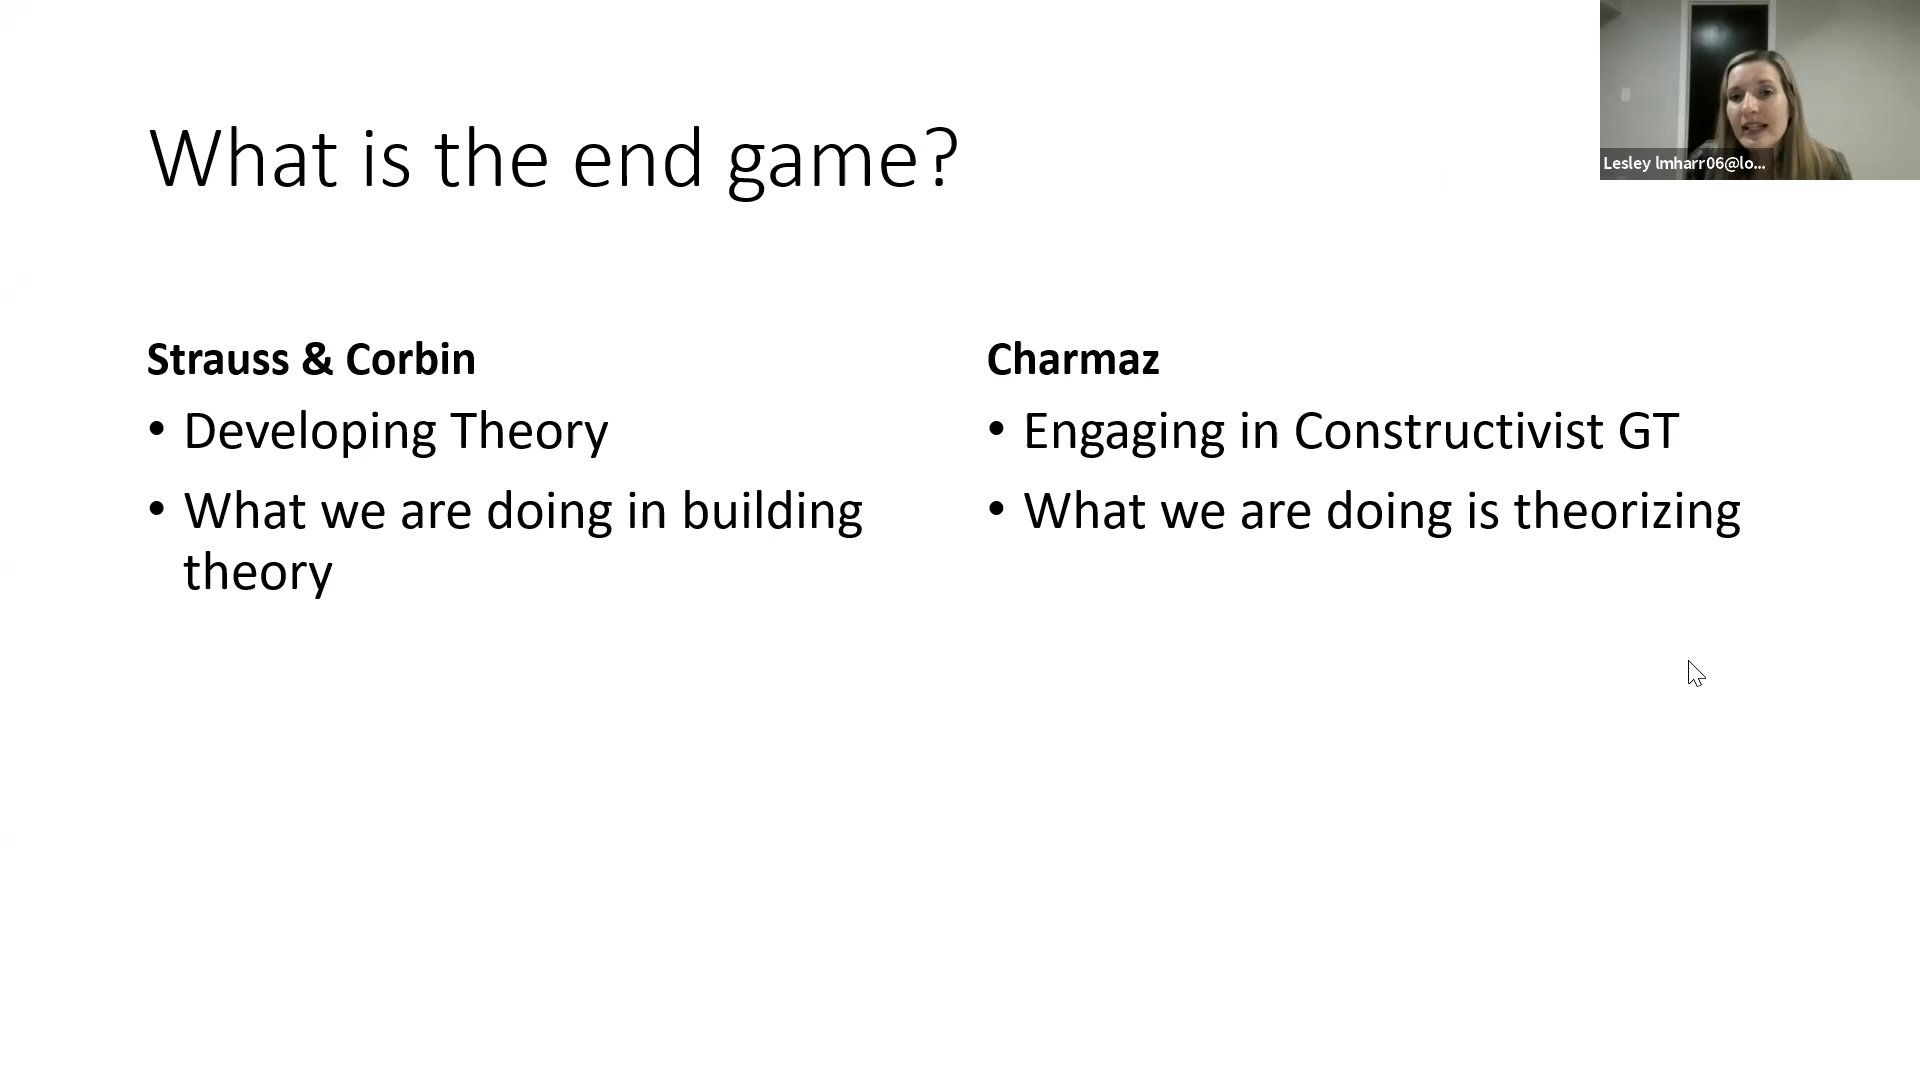 What is the end game?
Lesley lmharr06@lo...
Strauss & Corbin
• Developing Theory
• What we are doing in building
theory
Charmaz
• Engaging in Constructivist GT
• What we are doing is theorizing